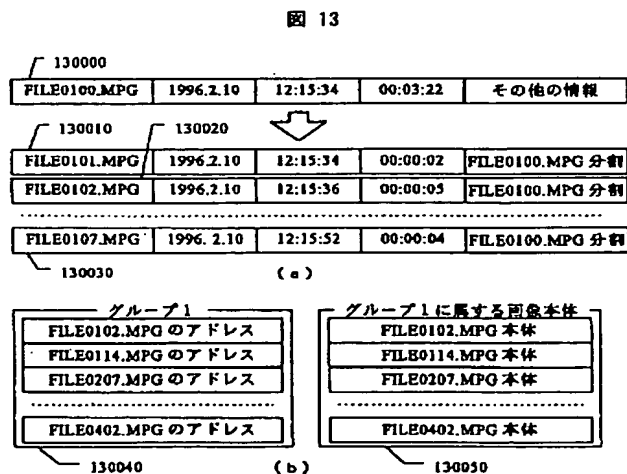 図 13
130000
FILE0100.MPG 1996.2.10 12:15:34 00:03:22 その他の情報
130010 130020
FILE0101.MPG 1996.2.10 12:15:34 00:00:02 FILE0100.MPG 分割
FILE0102.MPG 1996.2.10 12:15:36 00:00:05 FILE0100.MPG 分割
FILE0107.MPG 1996. 2.10 12:15:52 00:00:04 FILE0100.MPG 分割
130030 (a)
グループ1 グループ1に属する画像本体
FILE0102.MPG のアドレス FILE0102.MPG 本体
FILE0114.MPG のアドレス FILE0114.MPG 本体
FILE0207.MPG のアドレス FILE0207.MPG 本体
FILE0402.MPG のアドレス FILE0402.MPG 本体
130040 (b) 130050